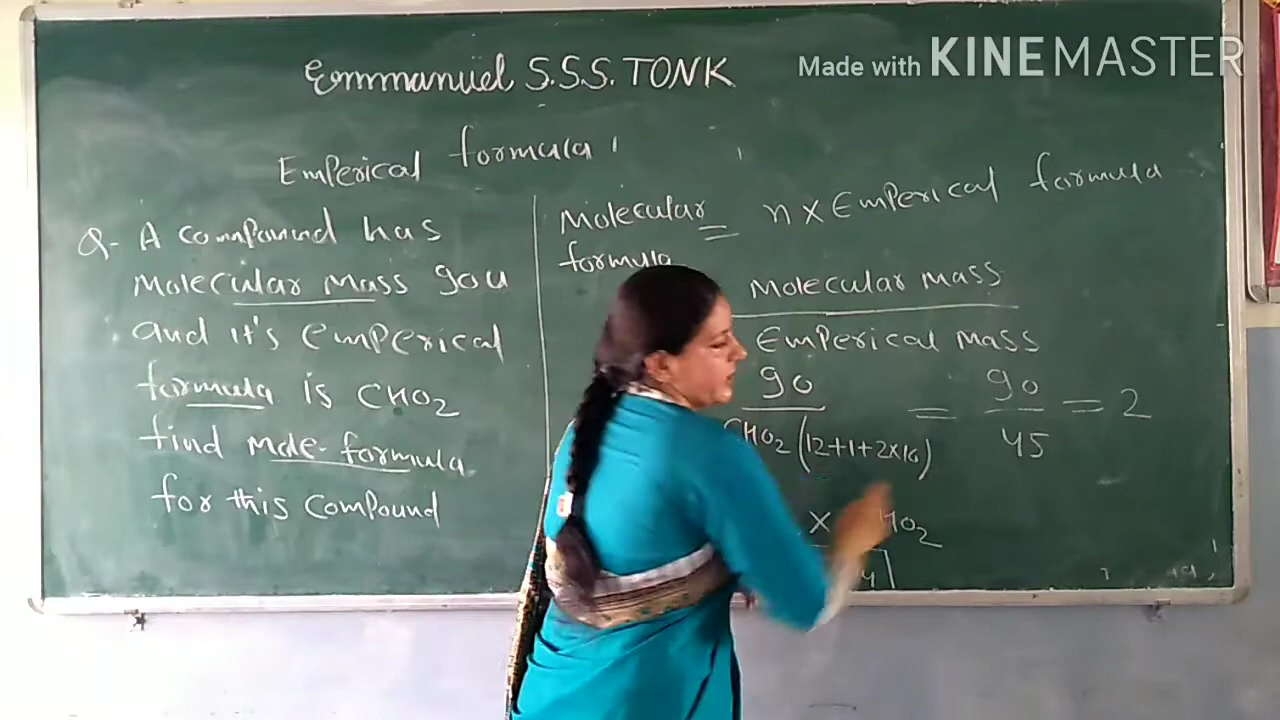 Emmanuel S.S.S. TONK
Made with KINEMASTER
Emperical formula
Q- A compound has
Molecular Mass 90u
and it's emperical
formula is CHO2
find Mole-formula
for this compound
Molecular = n x Emperical formula
formula
Molecular mass
Emperical Mass
90 = 90 = 2
CHO2 (12+1+2x16) 45
x HO2